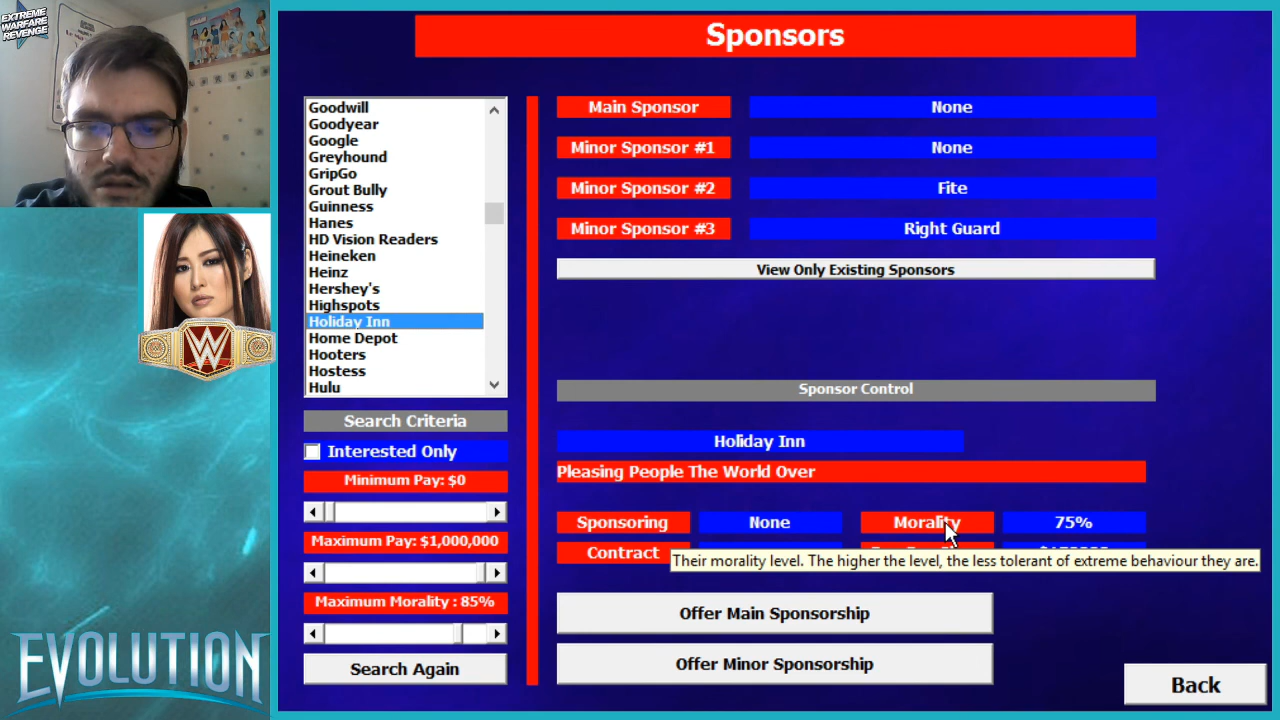 EXTREME
WARFARE
REVENGE
Sponsors
Goodwill
Goodyear
Google
Greyhound
GripGo
Grout Bully
Guinness
Hanes
HD Vision Readers
Heineken
Heinz
Hershey's
Highspots
Holiday Inn
Home Depot
Hooters
Hostess
Hulu
Main Sponsor None
Minor Sponsor #1 None
Minor Sponsor #2 Fite
Minor Sponsor #3 Right Guard
View Only Existing Sponsors
Sponsor Control
Search Criteria
Interested Only
Minimum Pay: $0
Maximum Pay: $1,000,000
Maximum Morality : 85%
Search Again
Holiday Inn
Pleasing People The World Over
Sponsoring None Morality 75%
Contract
Their morality level. The higher the level, the less tolerant of extreme behaviour they are.
Offer Main Sponsorship
Offer Minor Sponsorship
Back
W
EVOLUTION